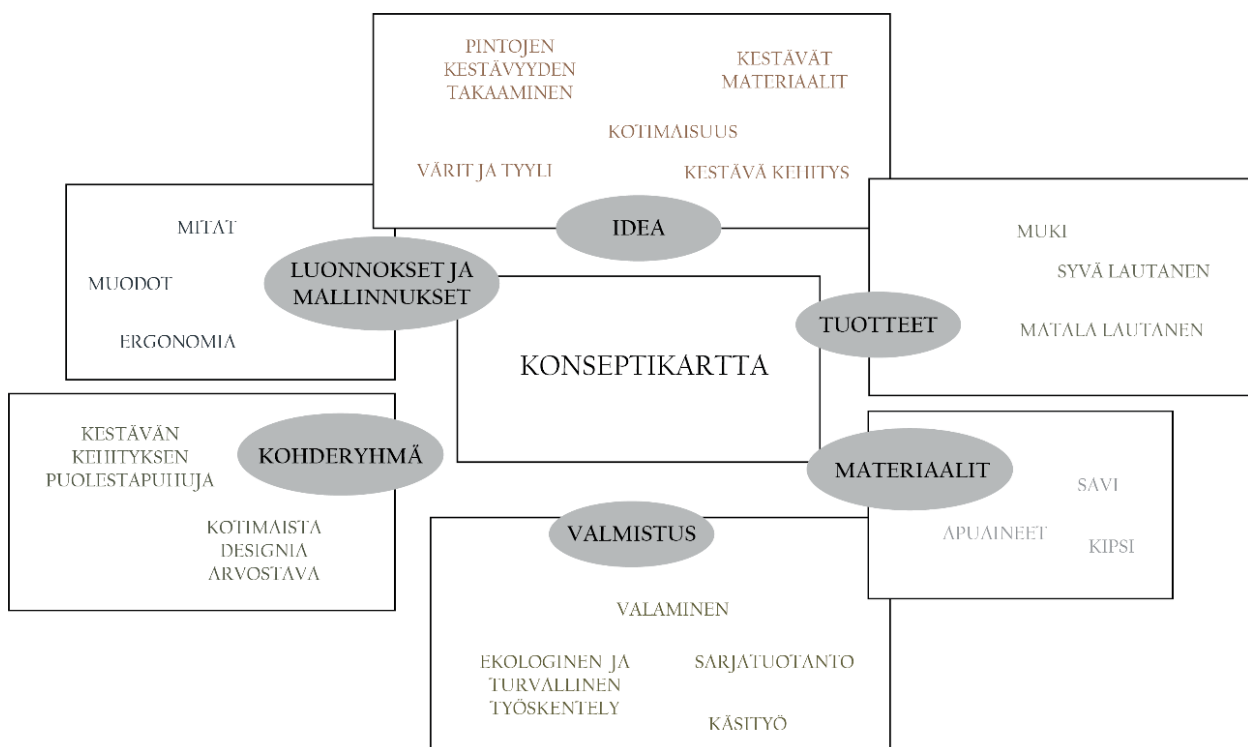 PINTOJEN
KESTÄVYYDEN
TAKAAMINEN
KESTÄVÄT
MATERIAALIT
KOTIMAISUUS
VÄRIT JA TYYLI
KESTÄVÄ KEHITYS
IDEA
MITAT
MUODOT
ERGONOMIA
LUONNOKSET JA
MALLINNUKSET
MUKI
SYVÄ LAUTANEN
MATALA LAUTANEN
TUOTTEET
KONSEPTIKARTTA
KESTÄVÄN
KEHITYKSEN
PUOLESTAPUHUJA
KOTIMAISTA
DESIGNIA
ARVOSTAVA
KOHDERYHMÄ
MATERIAALIT
SAVI
APUAINEET
KIPSI
VALMISTUS
VALAMINEN
EKOLOGINEN JA
TURVALLINEN
TYÖSKENTELY
SARJATUOTANTO
KÄSITYÖ